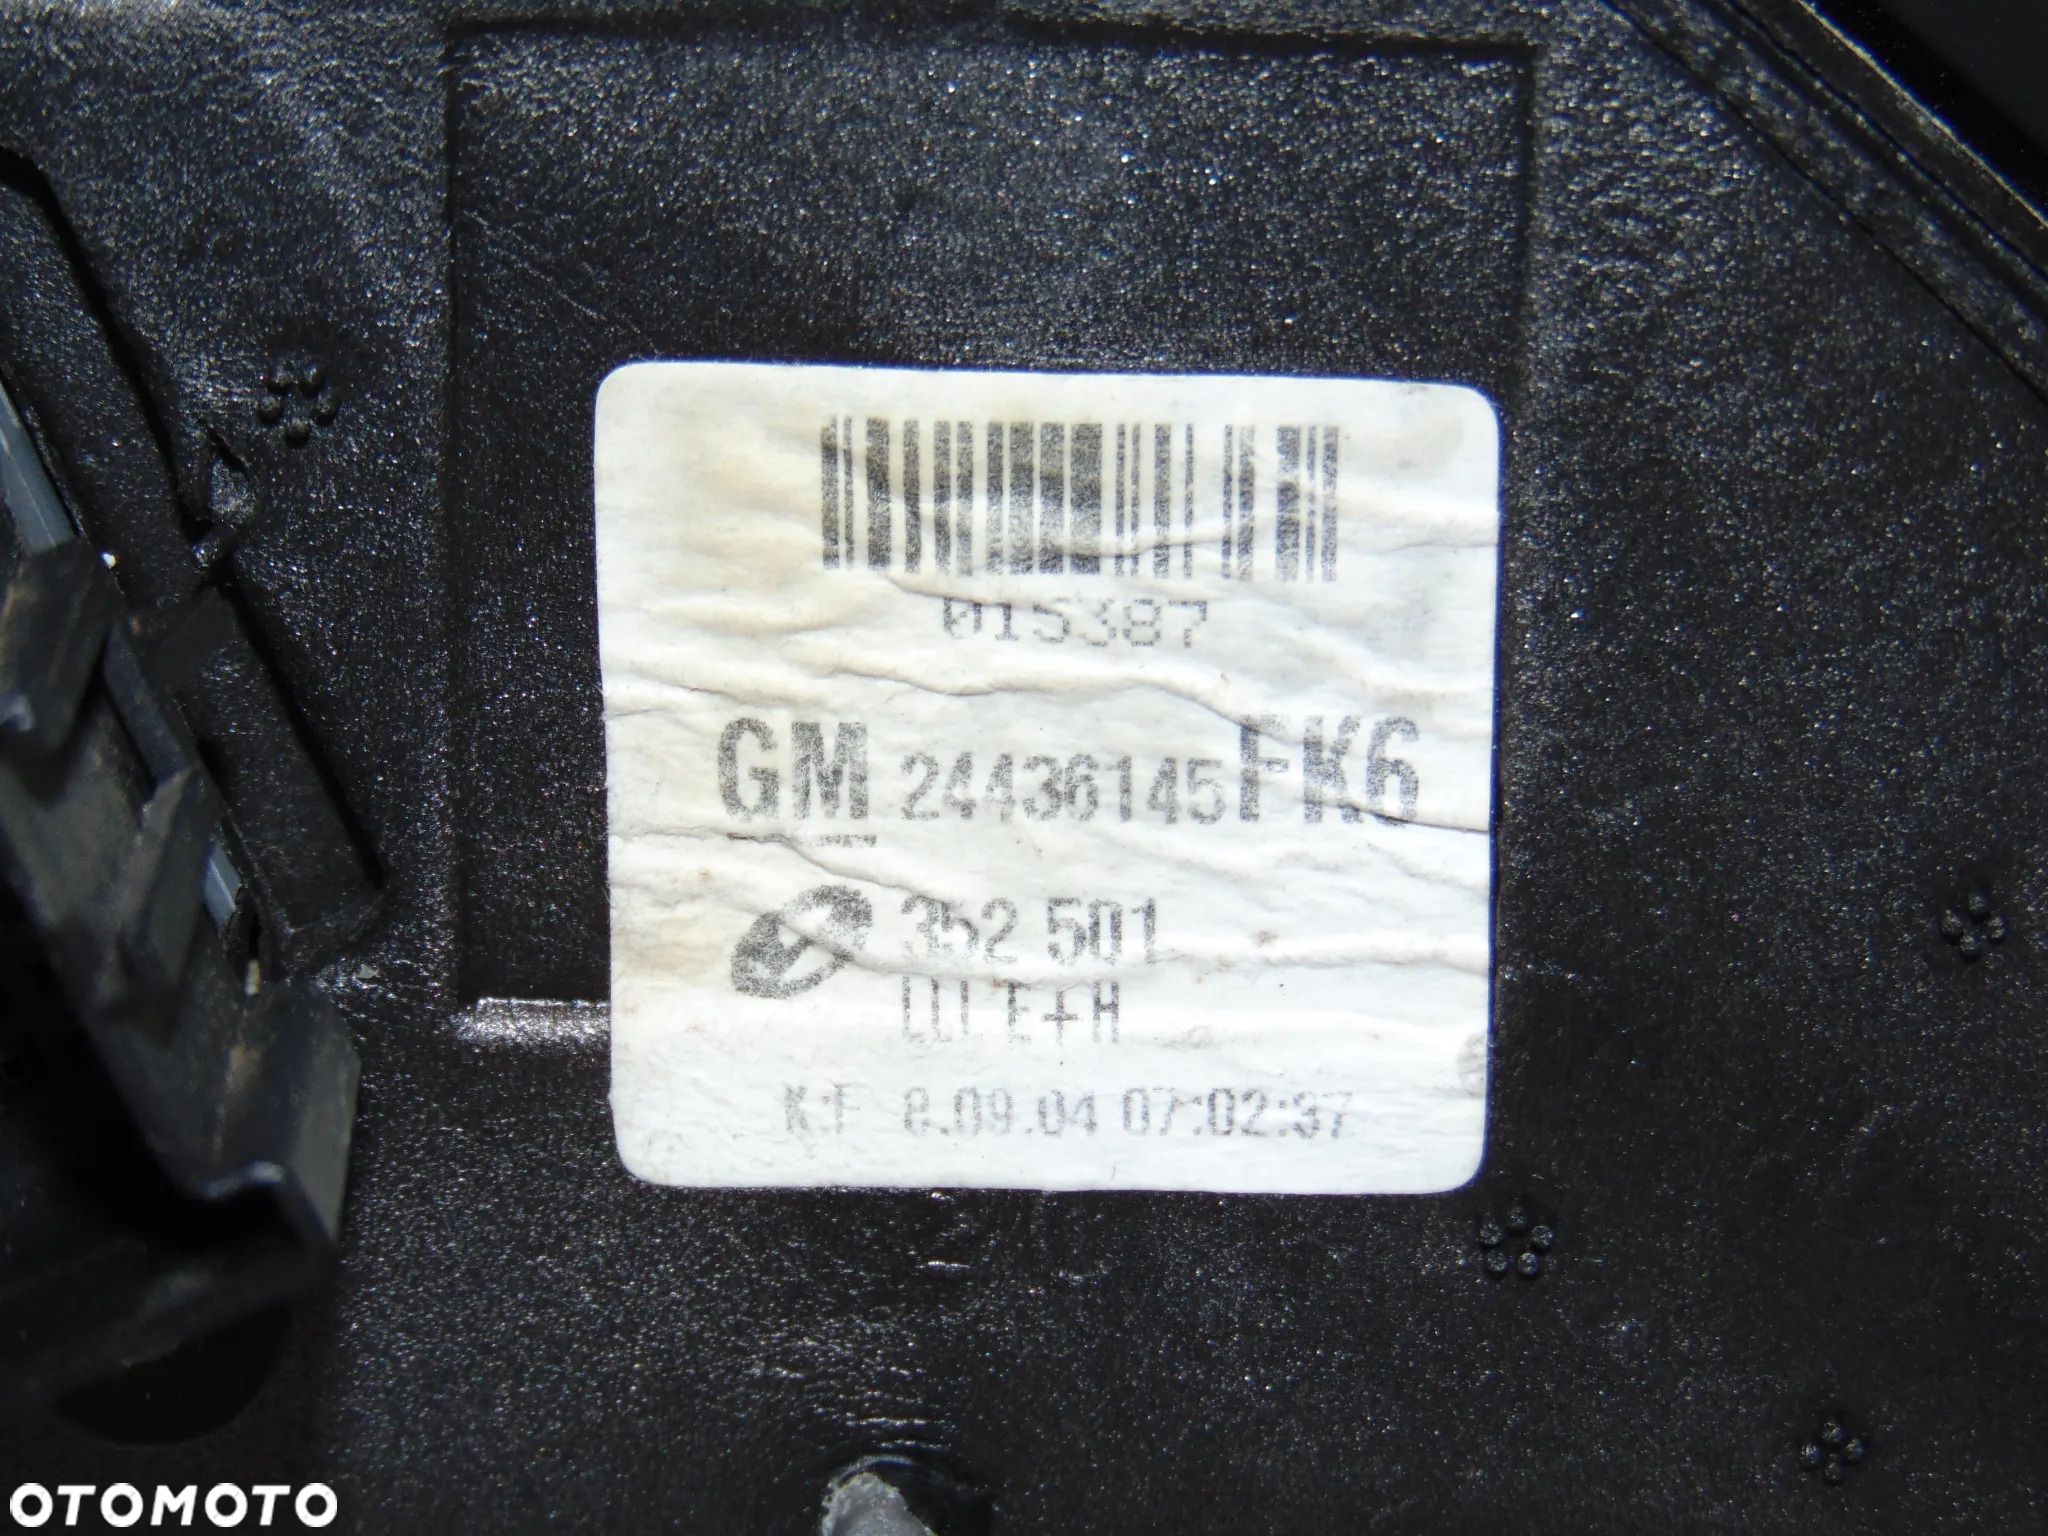 015387
GM 24436145 FK6
352 501
E+H
K:F 8.09.04 07:02:37
OTOMOTO